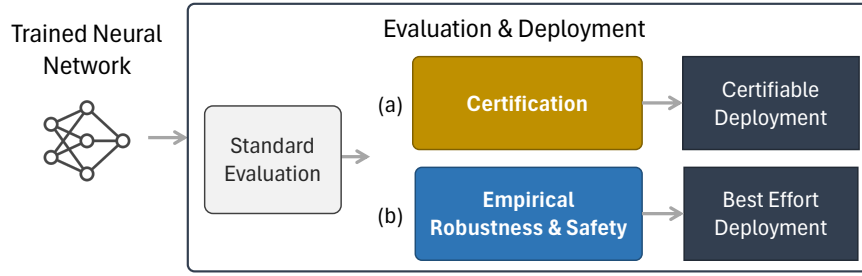 Trained Neural
Network
Evaluation & Deployment
Standard
Evaluation
(a)
Certification
Certifiable
Deployment
(b)
Empirical
Robustness & Safety
Best Effort
Deployment